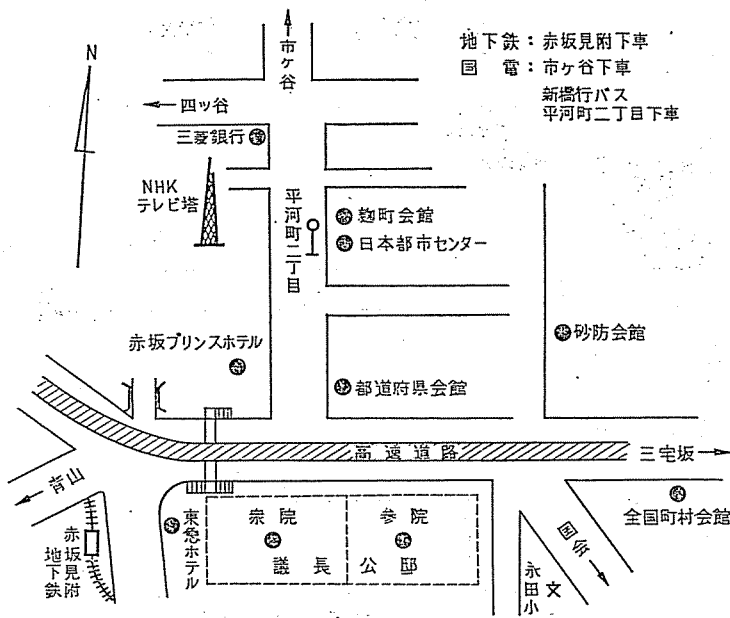 地下鉄：赤坂見附下車
国　電：市ヶ谷下車
新橋行バス
平河町二丁目下車
N
市ヶ谷
←四ッ谷
三菱銀行
NHK
テレビ塔
平河町二丁目
麹町会館
日本都市センター
砂防会館
赤坂プリンスホテル
都道府県会館
高速道路
三宅坂→
←青山
赤坂見附
地下鉄
東急ホテル
衆院
参院
議長公邸
全国町村会館
国会→
永田小
文